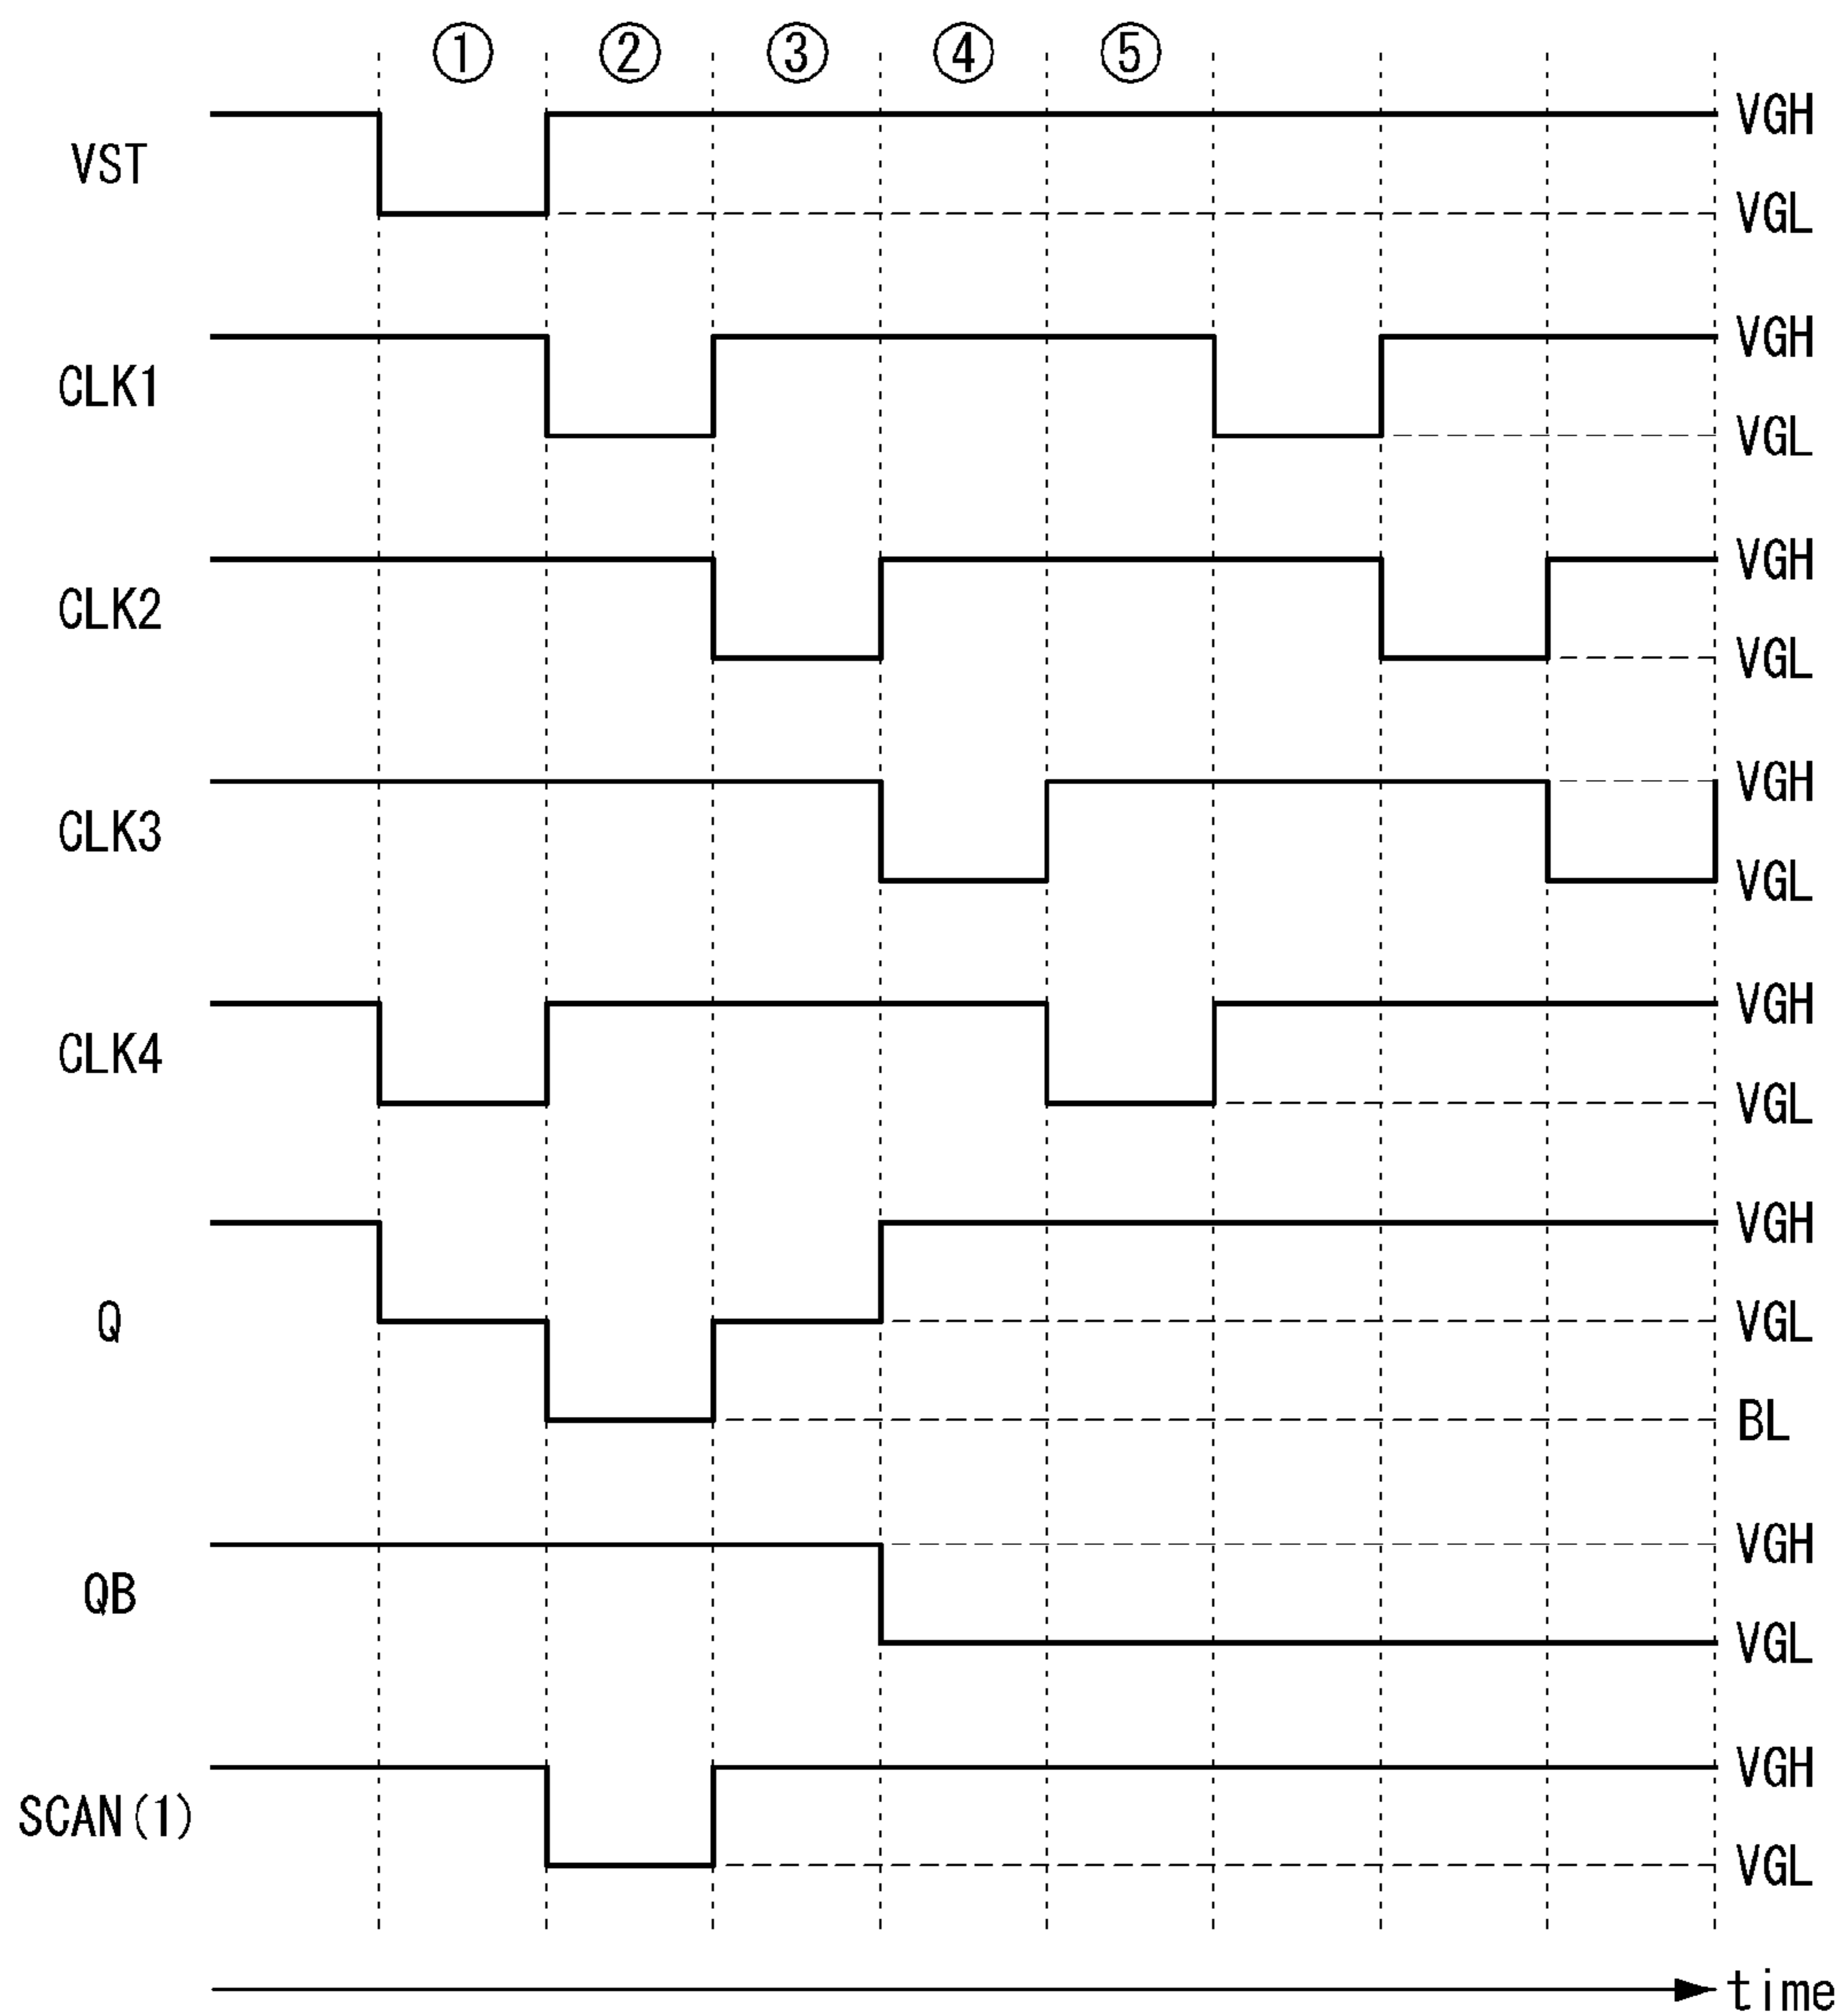 ① ② ③ ④ ⑤
VST VGH
VGL
CLK1 VGH
VGL
CLK2 VGH
VGL
CLK3 VGH
VGL
CLK4 VGH
VGL
Q VGH
VGL
BL
QB VGH
VGL
SCAN(1) VGH
VGL
time